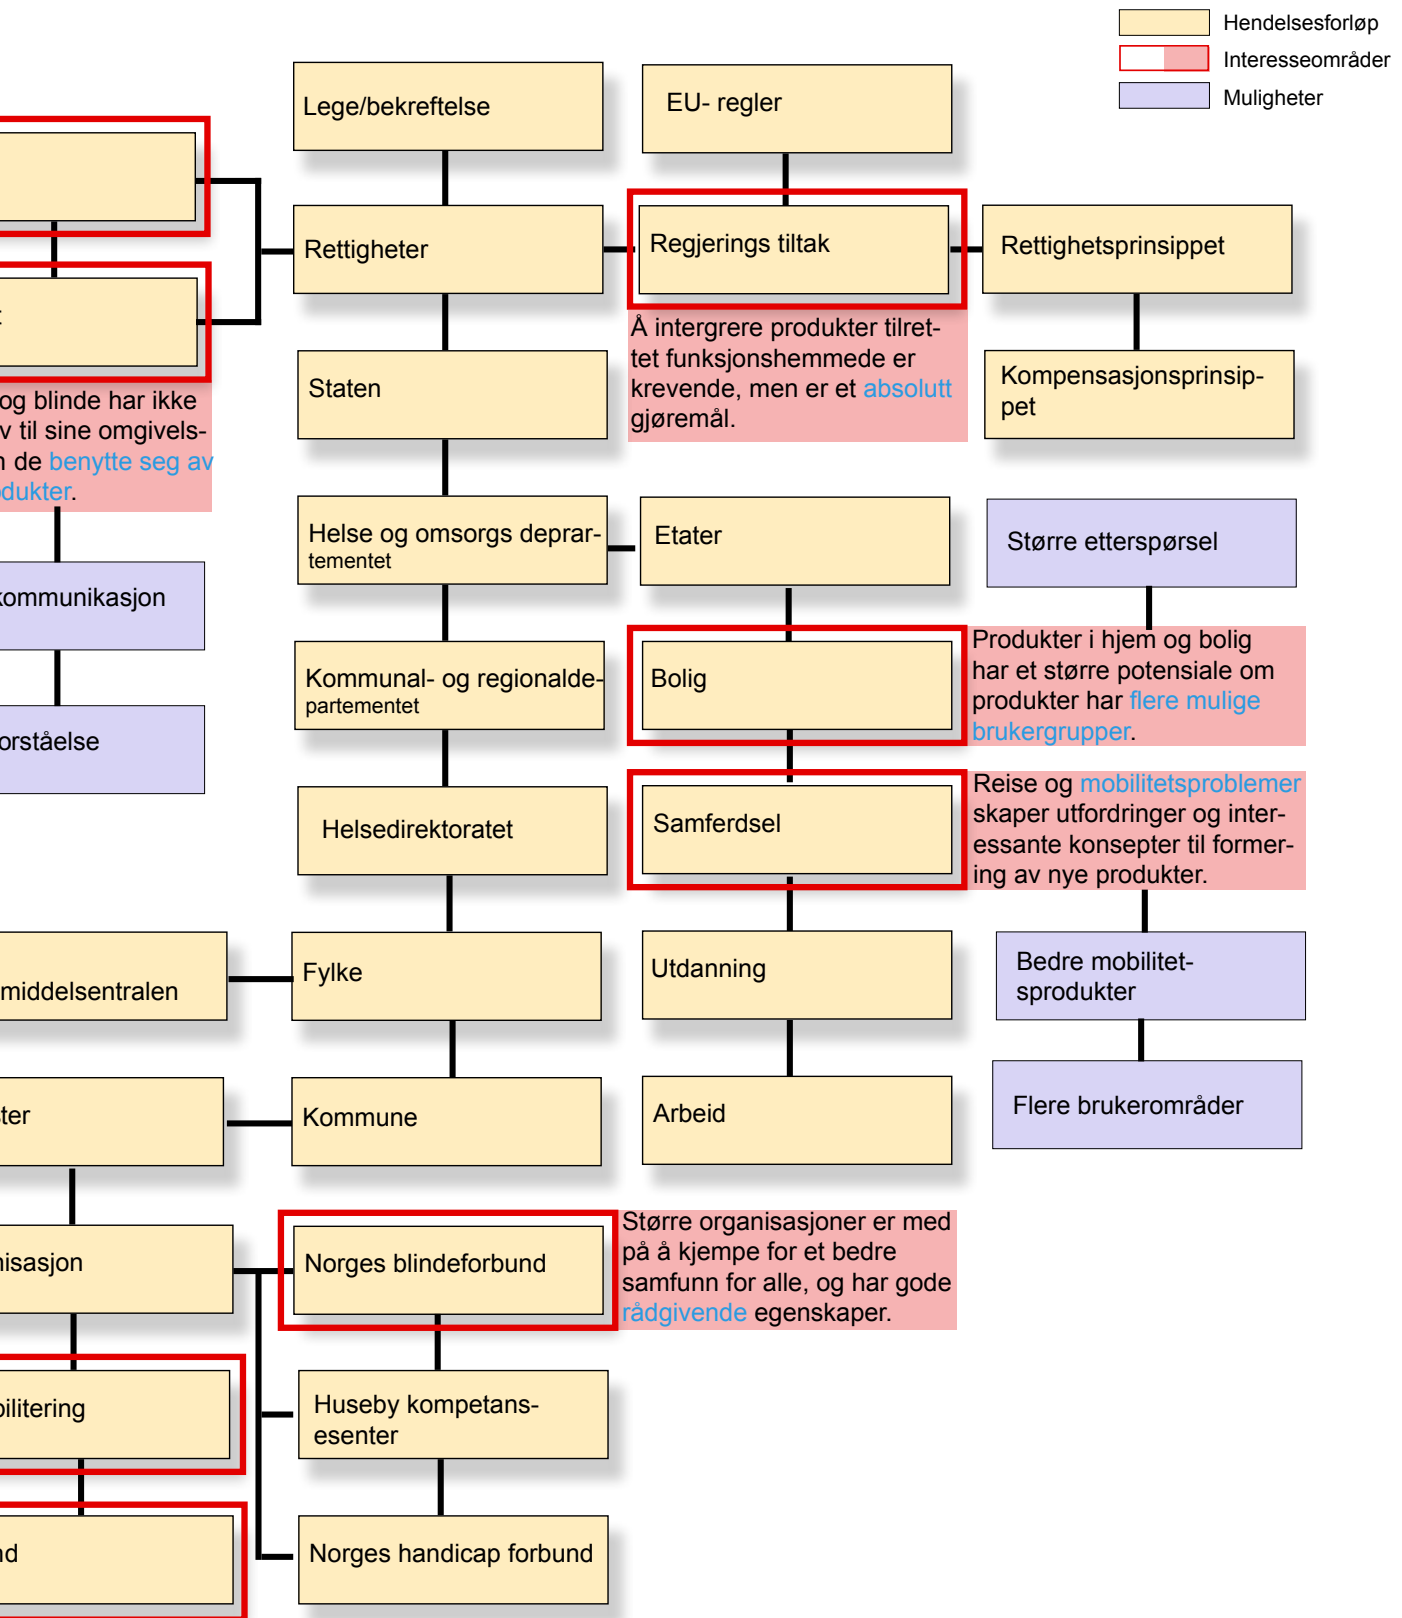 Hendelsesforløp
Interesseområder
Muligheter
Lege/bekreftelse
EU- regler
Rettigheter
Regjerings tiltak
Rettighetsprinsippet
Å intergrere produkter tilret-
tet funksjonshemmede er
krevende, men er et absolutt
gjøremål.
Staten
Kompensasjonsprinsip-
pet
og blinde har ikke
til sine omgivels-
de benytte seg av
Helse og omsorgs deprar-
tementet
Etater
Større etterspørsel
kommunikasjon
Kommunal- og regionalde-
partementet
Bolig
Produkter i hjem og bolig
har et større potensiale om
produkter har flere mulige
brukergrupper.
orståelse
Helsedirektoratet
Samferdsel
Reise og mobilitetsproblemer
skaper utfordringer og inter-
essante konsepter til former-
ing av nye produkter.
middelsentralen
Fylke
Utdanning
Bedre mobilitet-
sprodukter
ter
Kommune
Arbeid
Flere brukerområder
nisasjon
Norges blindeforbund
Større organisasjoner er med
på å kjempe for et bedre
samfunn for alle, og har gode
rådgivende egenskaper.
bilitering
Huseby kompetans-
esenter
nd
Norges handicap forbund